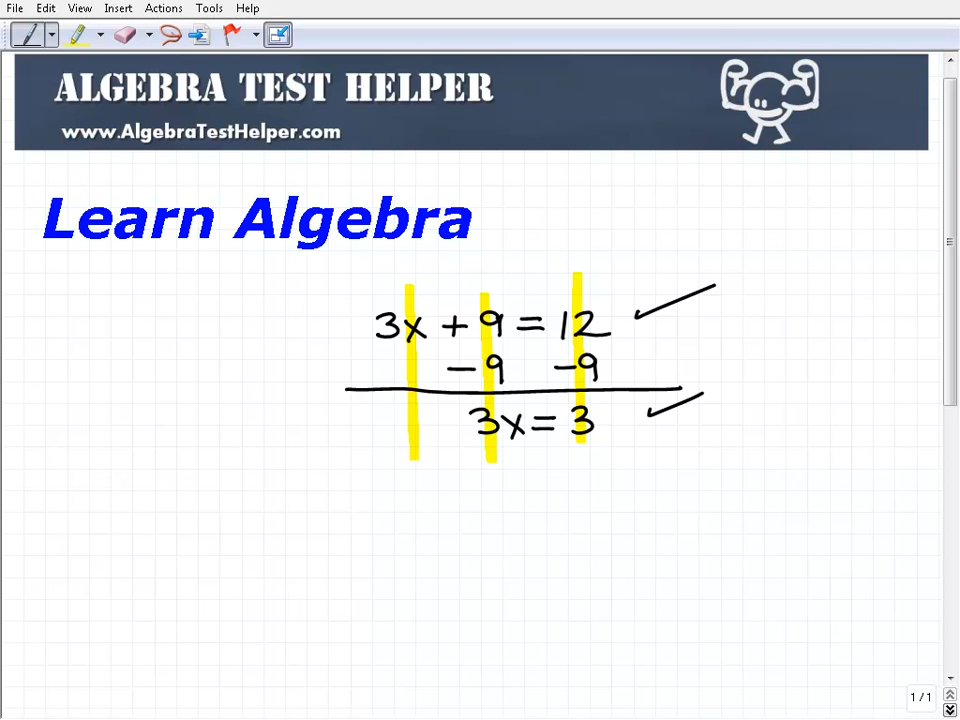 File Edit View Insert Actions Tools Help
ALGEBRA TEST HELPER
www.AlgebraTestHelper.com
Learn Algebra
3x + 9 = 12
-9 -9
3x = 3
1 / 1